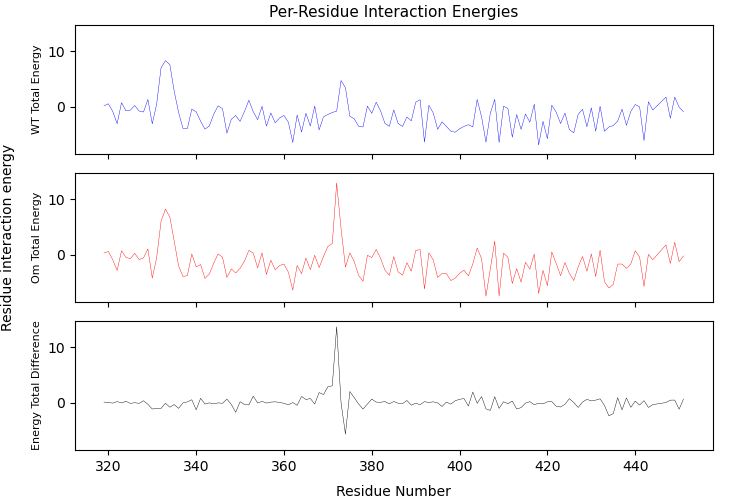 Per-Residue Interaction Energies
Residue interaction energy
WT Total Energy
10
0
Om Total Energy
10
0
Energy Total Difference
10
0
320 340 360 380 400 420 440
Residue Number